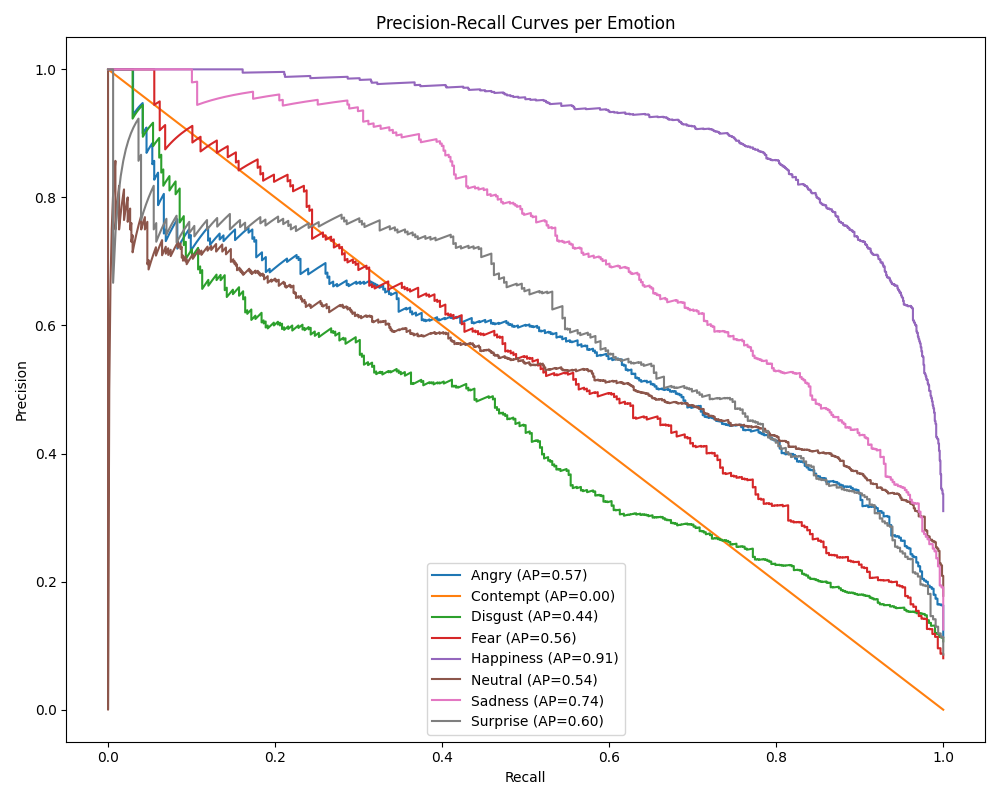 Precision-Recall Curves per Emotion
1.0
0.8
0.6
0.4
0.2
0.0
Precision
Angry (AP=0.57)
Contempt (AP=0.00)
Disgust (AP=0.44)
Fear (AP=0.56)
Happiness (AP=0.91)
Neutral (AP=0.54)
Sadness (AP=0.74)
Surprise (AP=0.60)
0.0 0.2 0.4 0.6 0.8 1.0
Recall